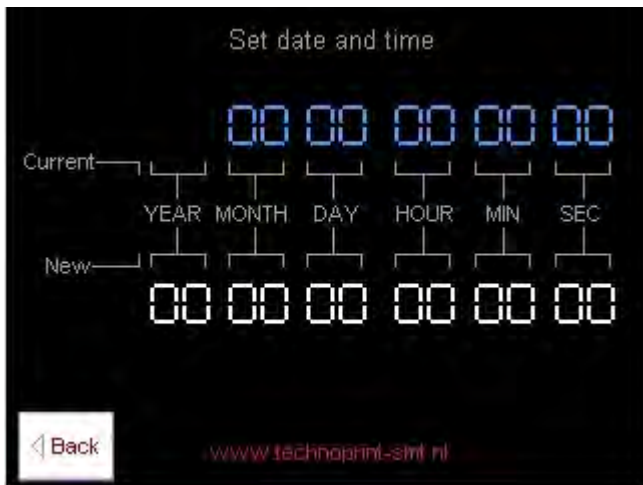 Set date and time
00 00 00 00 00
Current
YEAR MONTH DAY HOUR MIN SEC
New
00 00 00 00 00 00
Back
www.technoprint-smt.nl